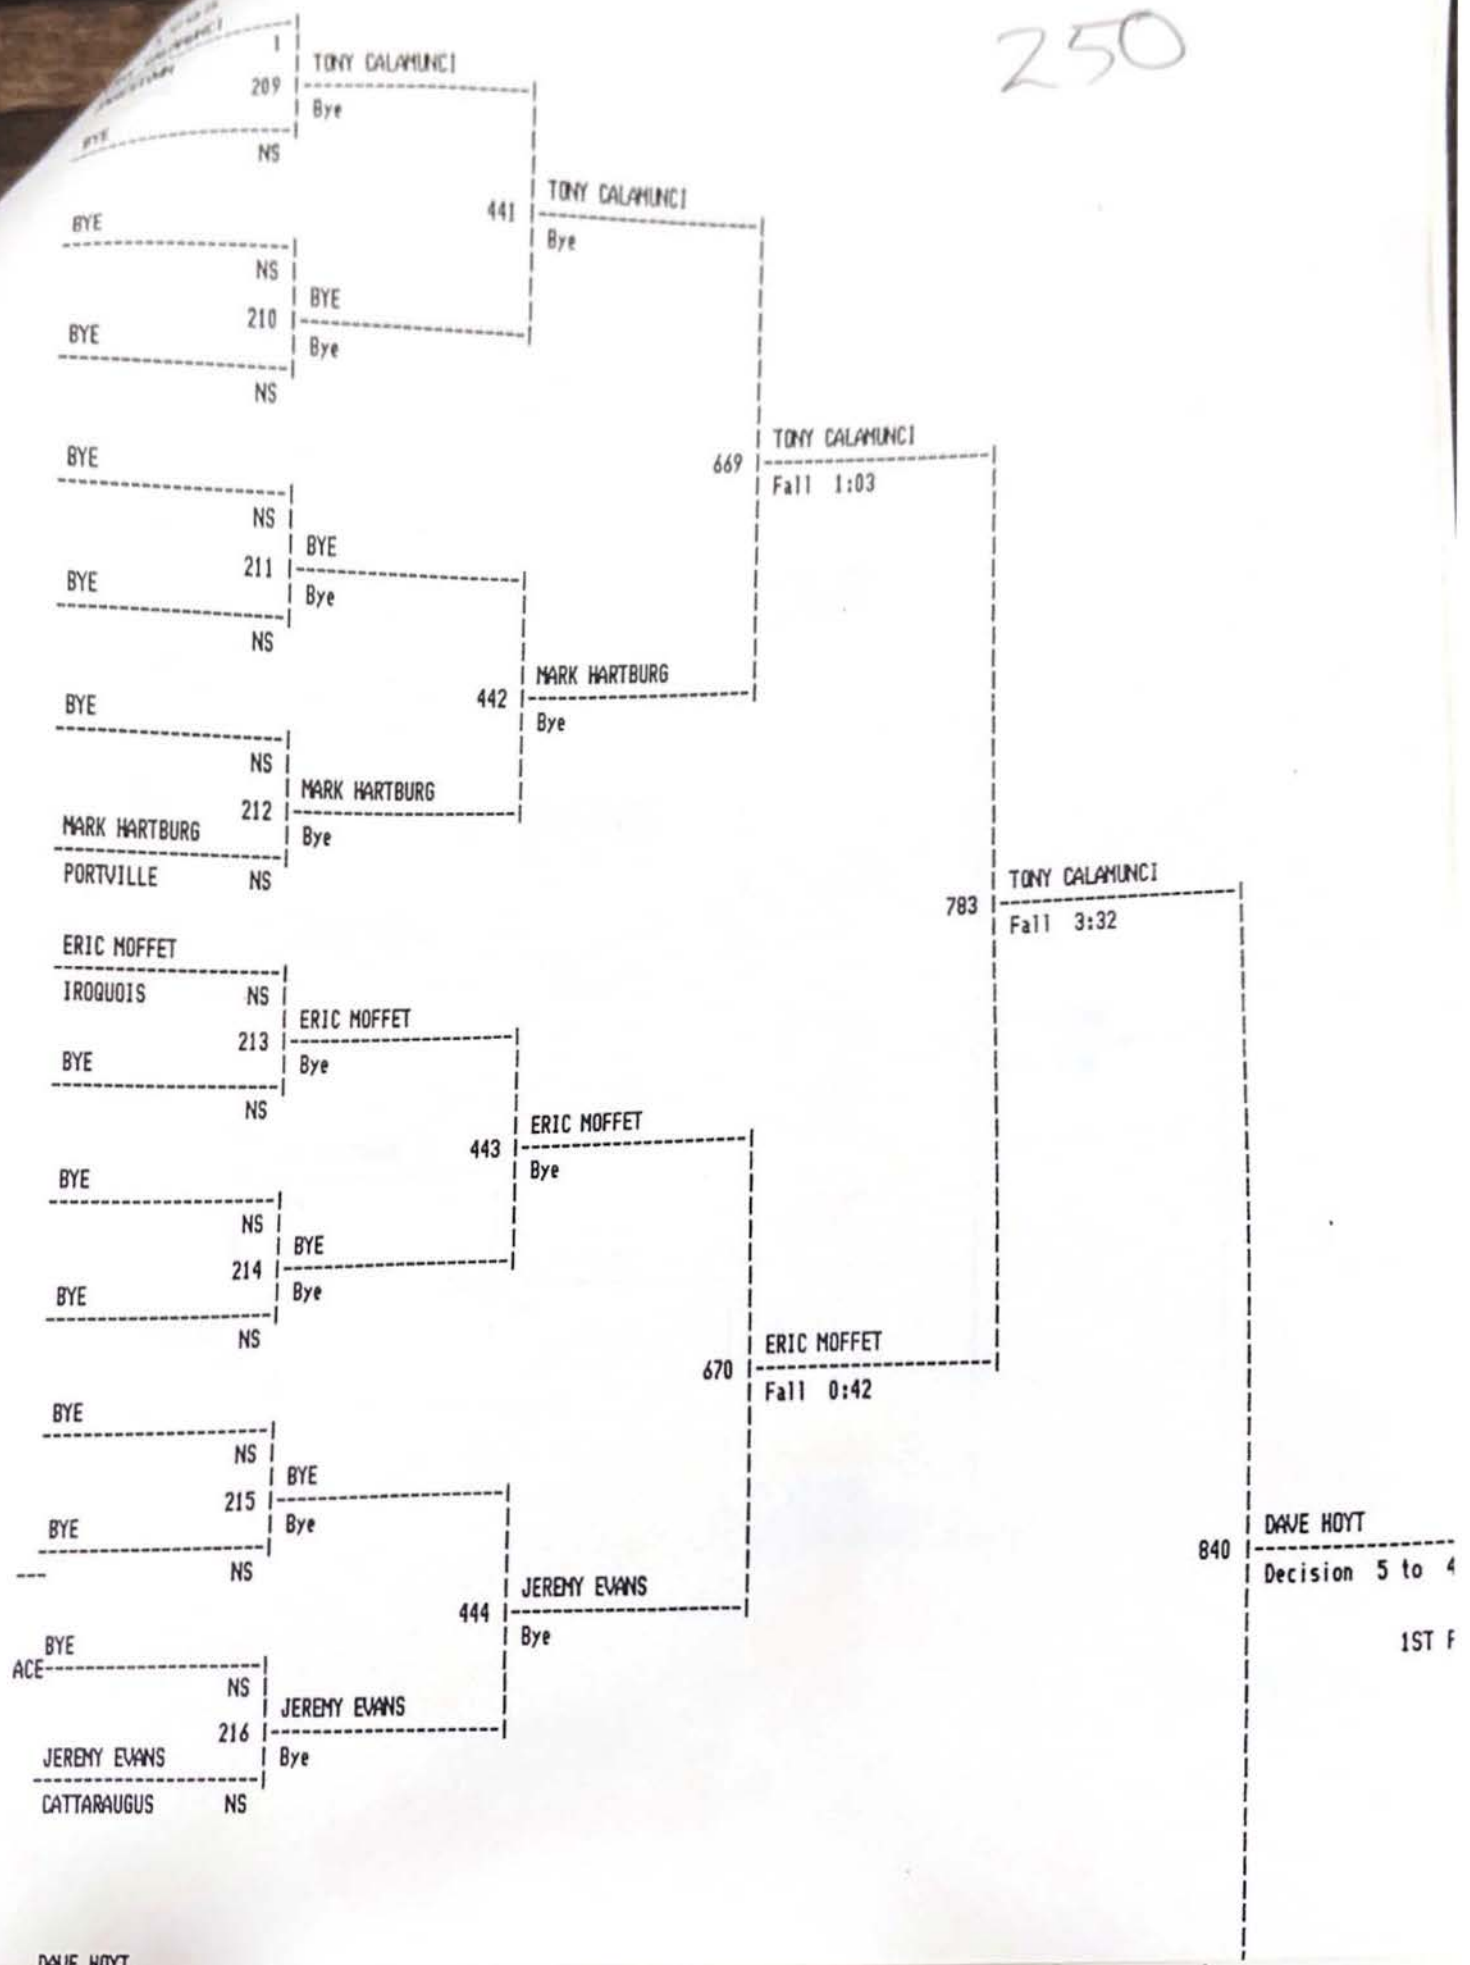 250
1
TONY CALAMUNCI
209
Bye
BYE
NS
TONY CALAMUNCI
441
Bye
BYE
NS
BYE
210
Bye
BYE
NS
TONY CALAMUNCI
669
Fall 1:03
BYE
NS
BYE
211
Bye
BYE
NS
MARK HARTBURG
442
Bye
BYE
NS
MARK HARTBURG
212
Bye
MARK HARTBURG
PORTVILLE NS
TONY CALAMUNCI
783
Fall 3:32
ERIC MOFFET
IROQUOIS NS
ERIC MOFFET
213
Bye
BYE
NS
ERIC MOFFET
443
Bye
BYE
NS
BYE
214
Bye
BYE
NS
ERIC MOFFET
670
Fall 0:42
BYE
NS
BYE
215
Bye
BYE
NS
DAVE HOYT
840
Decision 5 to 4
JEREMY EVANS
444
Bye
1ST
BYE
ACE
NS
JEREMY EVANS
216
Bye
JEREMY EVANS
CATTARAUGUS NS
DAVE HOYT